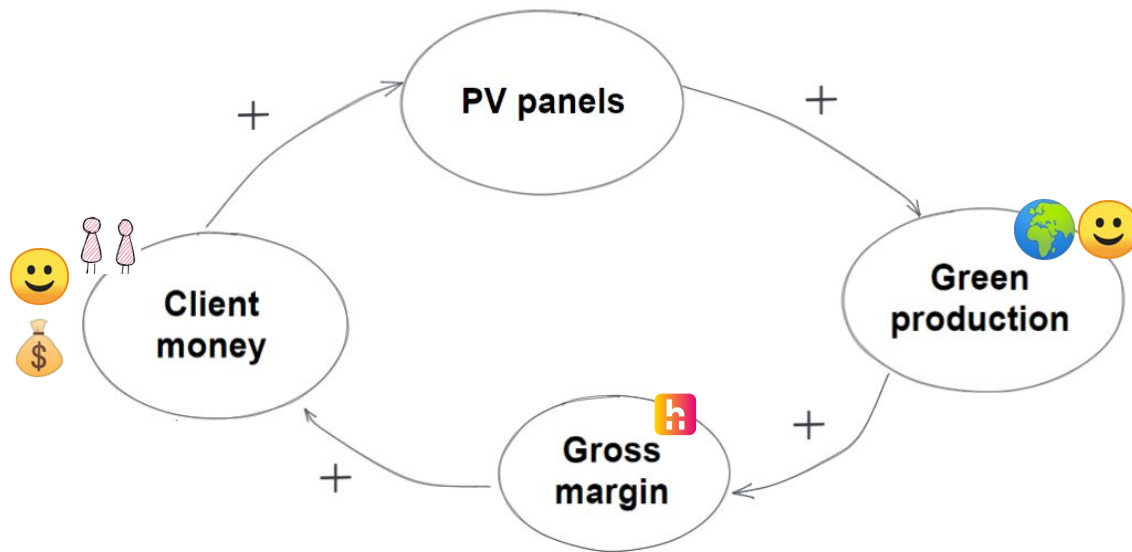 PV panels
+
+
Green
production
Client
money
$
h
Gross
margin
+
+